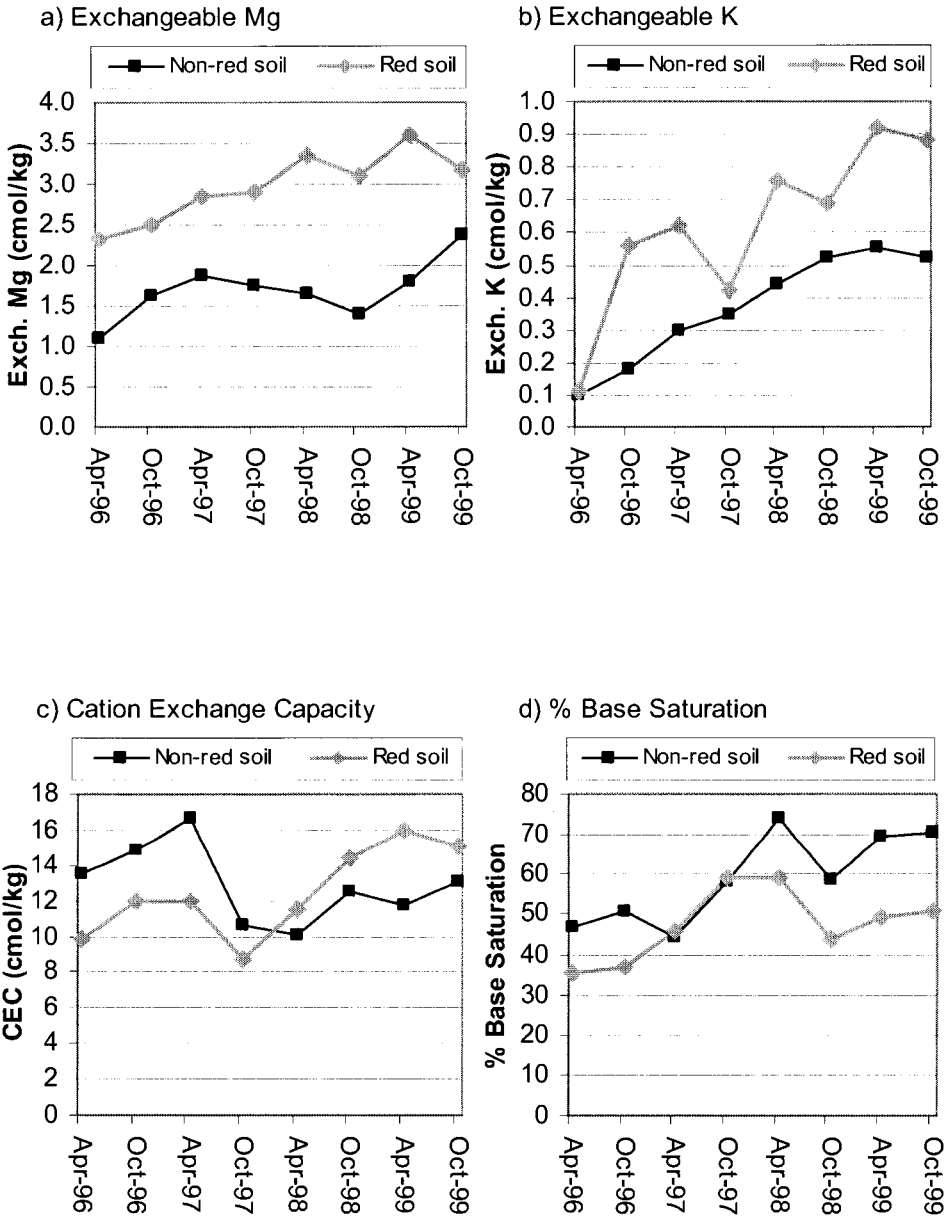 a) Exchangeable Mg
Non-red soil Red soil
Exch. Mg (cmol/kg)
4.0
3.5
3.0
2.5
2.0
1.5
1.0
0.5
0.0
Apr-96 Oct-96 Apr-97 Oct-97 Apr-98 Oct-98 Apr-99 Oct-99
b) Exchangeable K
Non-red soil Red soil
Exch. K (cmol/kg)
1.0
0.9
0.8
0.7
0.6
0.5
0.4
0.3
0.2
0.1
0.0
Apr-96 Oct-96 Apr-97 Oct-97 Apr-98 Oct-98 Apr-99 Oct-99
c) Cation Exchange Capacity
Non-red soil Red soil
CEC (cmol/kg)
18
16
14
12
10
8
6
4
2
0
Apr-96 Oct-96 Apr-97 Oct-97 Apr-98 Oct-98 Apr-99 Oct-99
d) % Base Saturation
Non-red soil Red soil
% Base Saturation
80
70
60
50
40
30
20
10
0
Apr-96 Oct-96 Apr-97 Oct-97 Apr-98 Oct-98 Apr-99 Oct-99